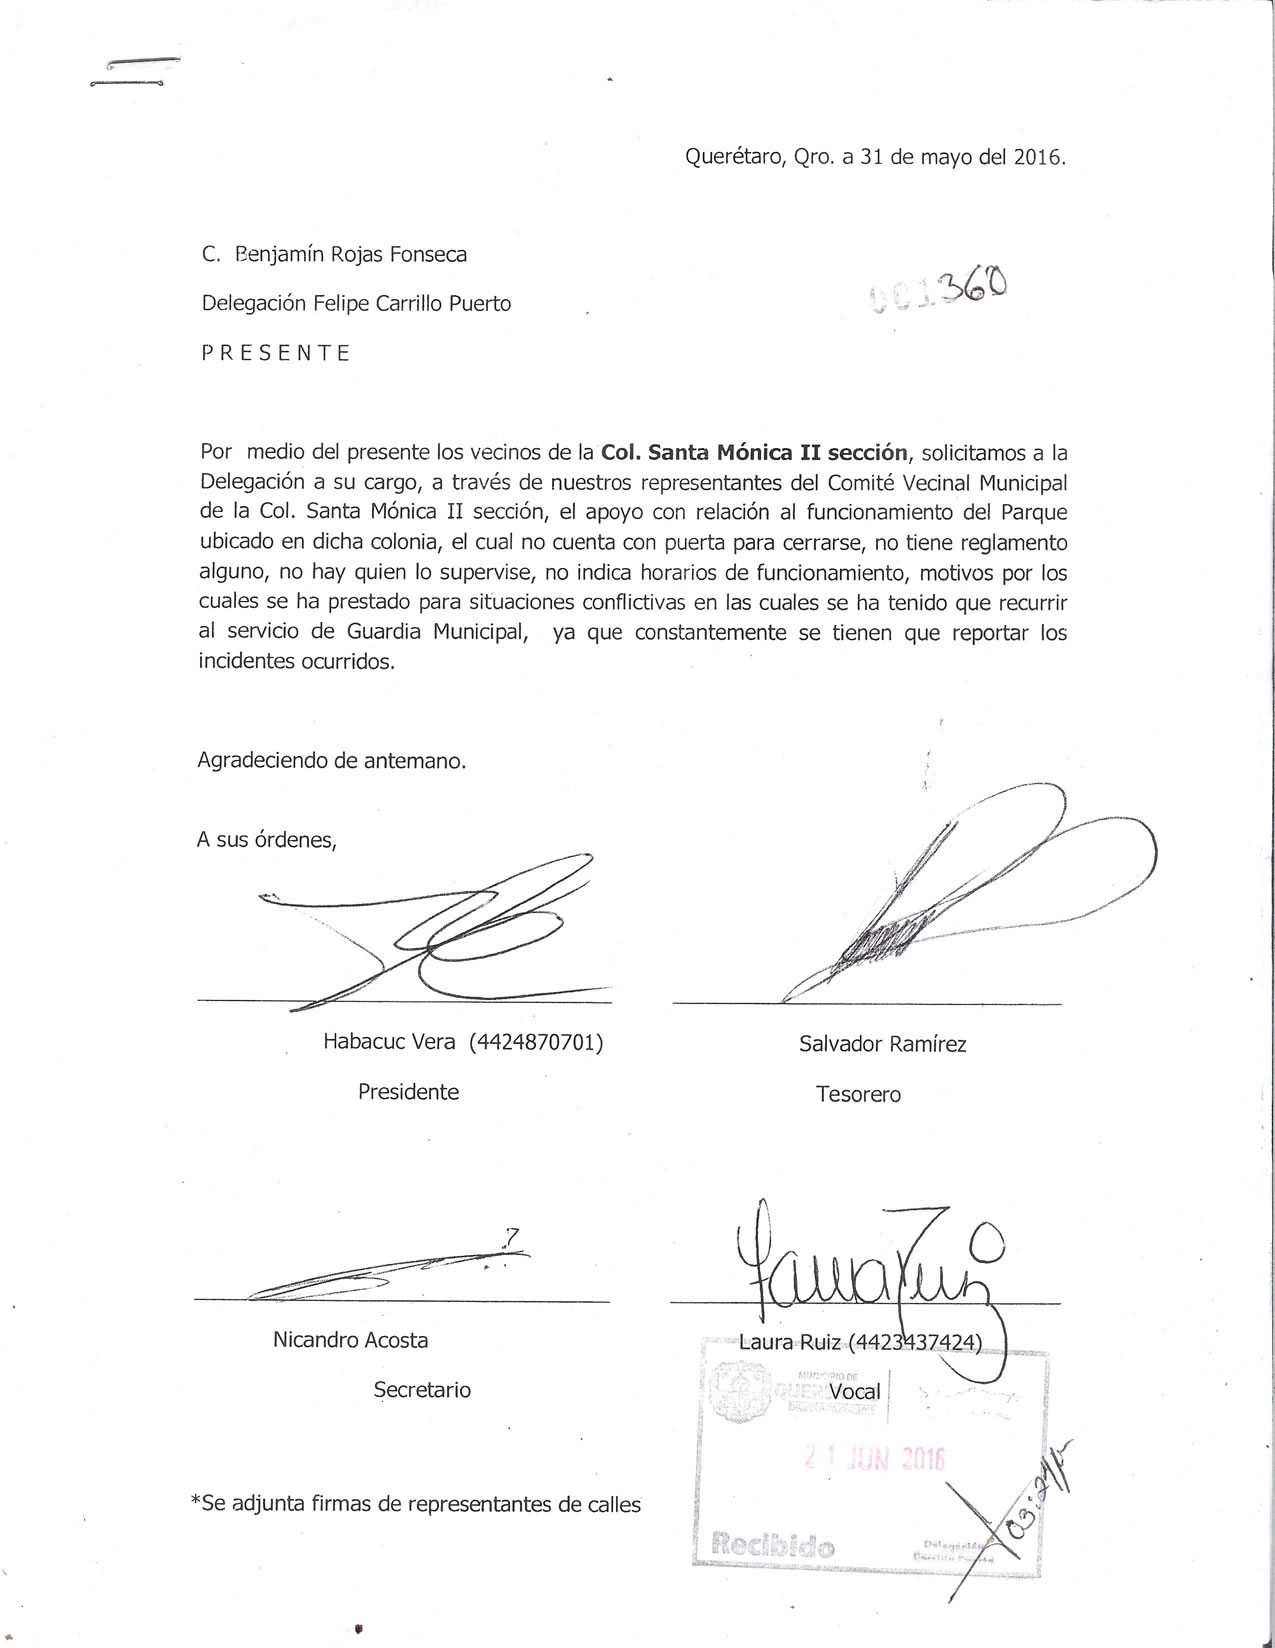 Querétaro, Qro. a 31 de mayo del 2016.
C. Benjamín Rojas Fonseca
001360
Delegación Felipe Carrillo Puerto
P R E S E N T E
Por medio del presente los vecinos de la Col. Santa Mónica II sección, solicitamos a la
Delegación a su cargo, a través de nuestros representantes del Comité Vecinal Municipal
de la Col. Santa Mónica II sección, el apoyo con relación al funcionamiento del Parque
ubicado en dicha colonia, el cual no cuenta con puerta para cerrarse, no tiene reglamento
alguno, no hay quien lo supervise, no indica horarios de funcionamiento, motivos por los
cuales se ha prestado para situaciones conflictivas en las cuales se ha tenido que recurrir
al servicio de Guardia Municipal, ya que constantemente se tienen que reportar los
incidentes ocurridos.
Agradeciendo de antemano.
A sus órdenes,
Habacuc Vera (4424870701)
Salvador Ramírez
Presidente
Tesorero
Laura Ruiz
Nicandro Acosta
Laura Ruiz (4423437424)
Secretario
Vocal
MUNICIPIO DE
21 JUN 2016
*Se adjunta firmas de representantes de calles
Recibido
Delegación